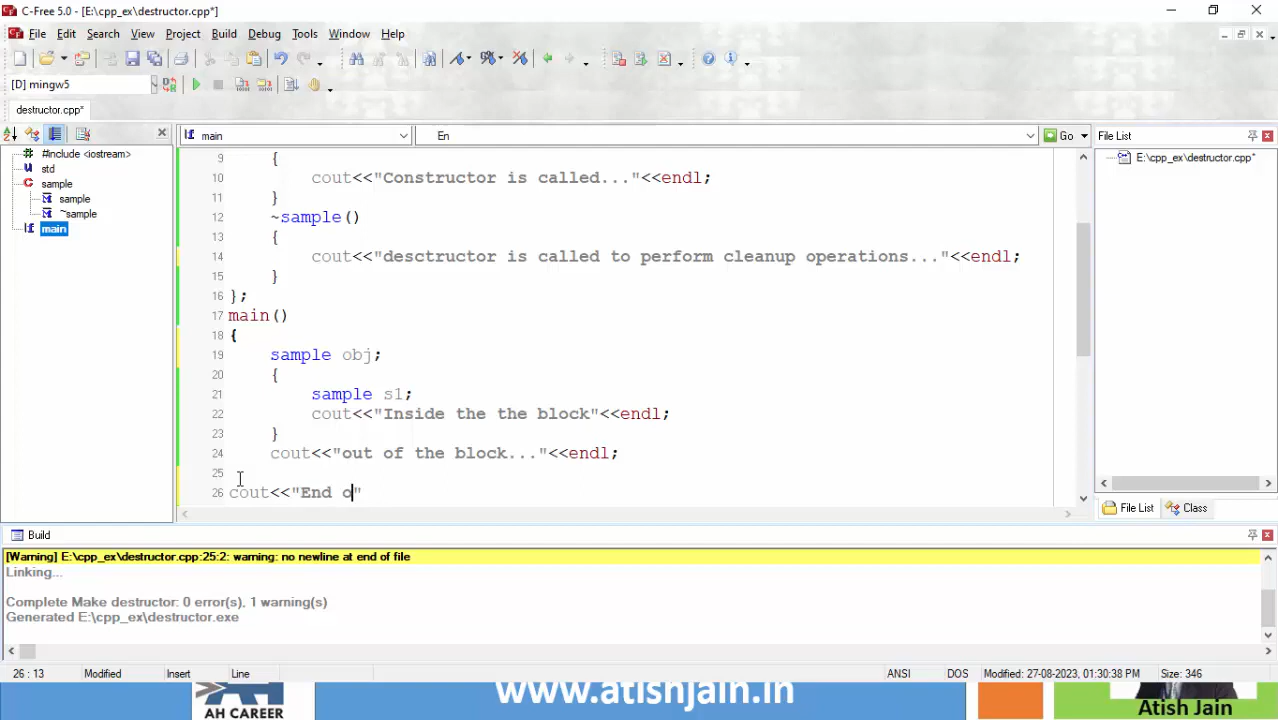 C-Free 5.0 - [E:\cpp_ex\destructor.cpp*]
File Edit Search View Project Build Debug Tools Window Help
[D] mingw5
destructor.cpp*
main
En
Go
File List
#include <iostream>
std
sample
sample
~sample
main
E:\cpp_ex\destructor.cpp*
9 {
10 cout<<"Constructor is called..."<<endl;
11 }
12 ~sample()
13 {
14 cout<<"desctructor is called to perform cleanup operations..."<<endl;
15 }
16 };
17 main()
18 {
19 sample obj;
20 {
21 sample s1;
22 cout<<"Inside the the block"<<endl;
23 }
24 cout<<"out of the block..."<<endl;
25
26 cout<<"End o"
File List Class
Build
[Warning] E:\cpp_ex\destructor.cpp:25:2: warning: no newline at end of file
Linking...
Complete Make destructor: 0 error(s), 1 warning(s)
Generated E:\cpp_ex\destructor.exe
26 : 13 Modified Insert Line ANSI DOS Modified: 27-08-2023, 01:30:38 PM Size: 346
www.atishjain.in
AH CAREER
Atish Jain